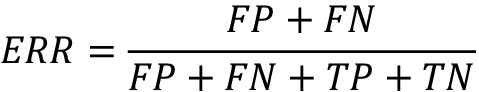 ERR = (FP + FN) / (FP + FN + TP + TN)